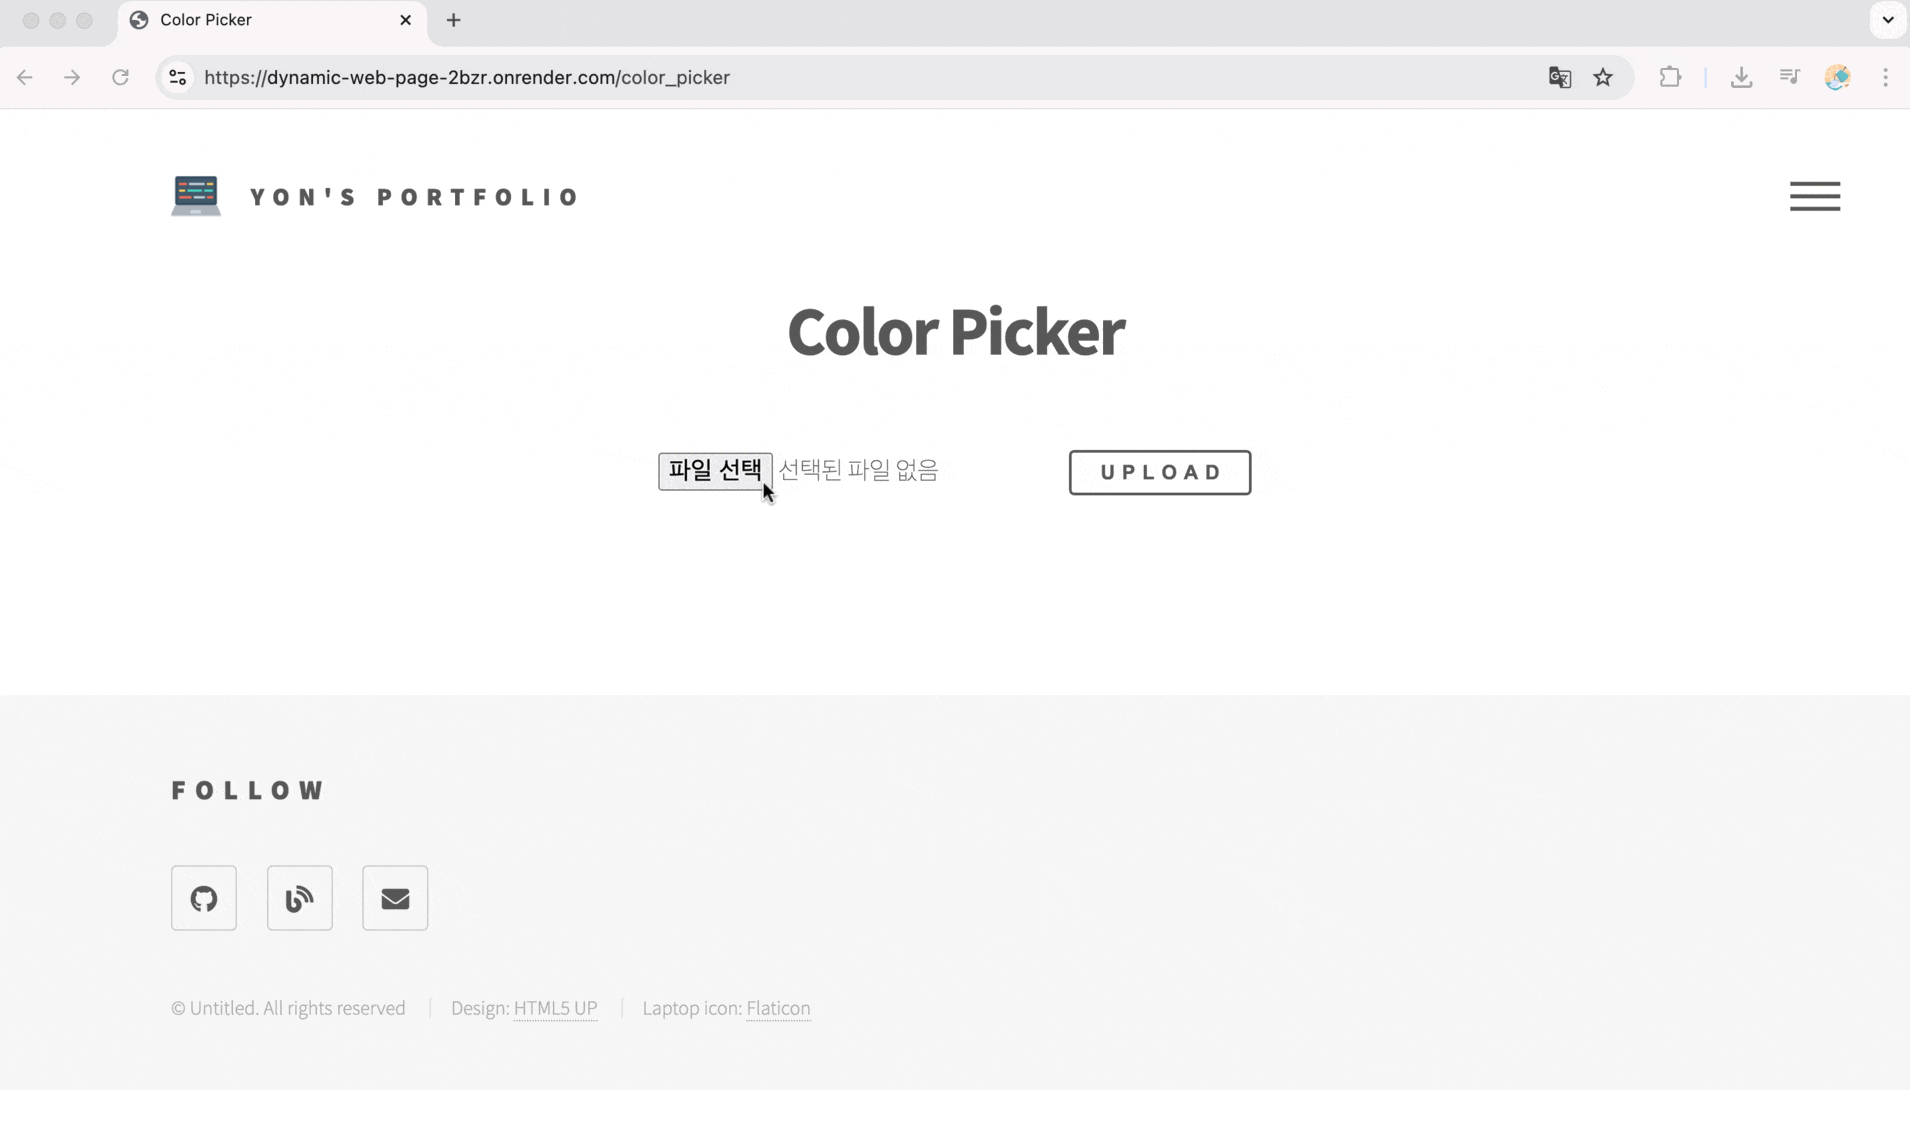 Color Picker
https://dynamic-web-page-2bzr.onrender.com/color_picker
YON'S PORTFOLIO
Color Picker
파일 선택 선택된 파일 없음 UPLOAD
FOLLOW
© Untitled. All rights reserved Design: HTML5 UP Laptop icon: Flaticon